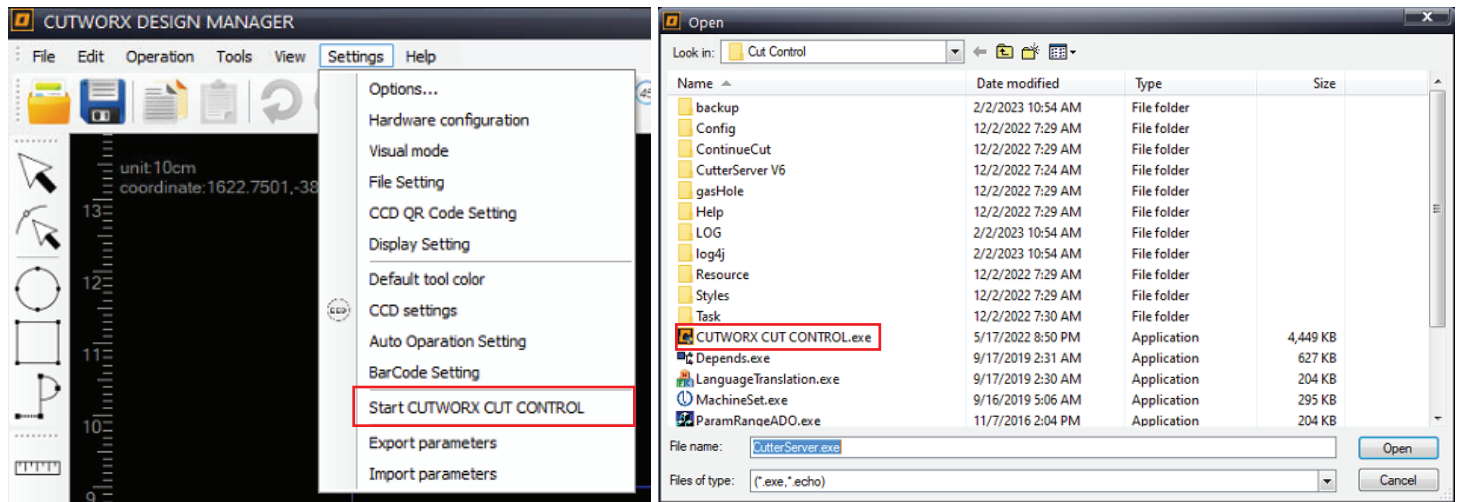 CUTWORX DESIGN MANAGER
File Edit Operation Tools View Settings Help
Options...
Hardware configuration
Visual mode
File Setting
CCD QR Code Setting
Display Setting
Default tool color
CCD settings
Auto Oparation Setting
BarCode Setting
Start CUTWORX CUT CONTROL
Export parameters
Import parameters
45
unit:10cm
coordinate:1622.7501,-38
13
12
11
10
9
CCD
Open
Look in: Cut Control
Name Date modified Type Size
backup 2/2/2023 10:54 AM File folder
Config 12/2/2022 7:29 AM File folder
ContinueCut 12/2/2022 7:29 AM File folder
CutterServer V6 12/2/2022 7:24 AM File folder
gasHole 12/2/2022 7:29 AM File folder
Help 12/2/2022 7:29 AM File folder
LOG 2/2/2023 10:54 AM File folder
log4j 2/2/2023 10:54 AM File folder
Resource 12/2/2022 7:29 AM File folder
Styles 12/2/2022 7:29 AM File folder
Task 12/2/2022 7:30 AM File folder
CUTWORX CUT CONTROL.exe 5/17/2022 8:50 PM Application 4,449 KB
Depends.exe 9/17/2019 2:31 AM Application 627 KB
LanguageTranslation.exe 9/17/2019 2:30 AM Application 204 KB
MachineSet.exe 9/16/2019 5:06 AM Application 295 KB
ParamRangeADO.exe 11/7/2016 2:04 PM Application 204 KB
File name: CutterServer.exe Open
Files of type: (*.exe,*.echo) Cancel